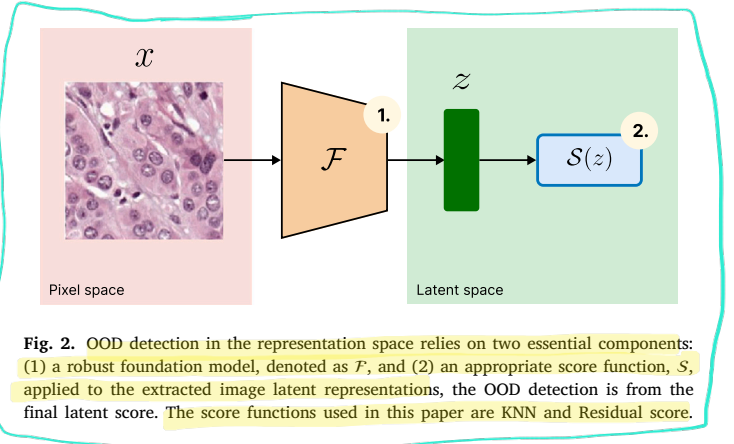 x
z
1.
2.
ℱ
𝒮(z)
Pixel space
Latent space
Fig. 2. OOD detection in the representation space relies on two essential components:
(1) a robust foundation model, denoted as ℱ, and (2) an appropriate score function, 𝒮,
applied to the extracted image latent representations, the OOD detection is from the
final latent score. The score functions used in this paper are KNN and Residual score.